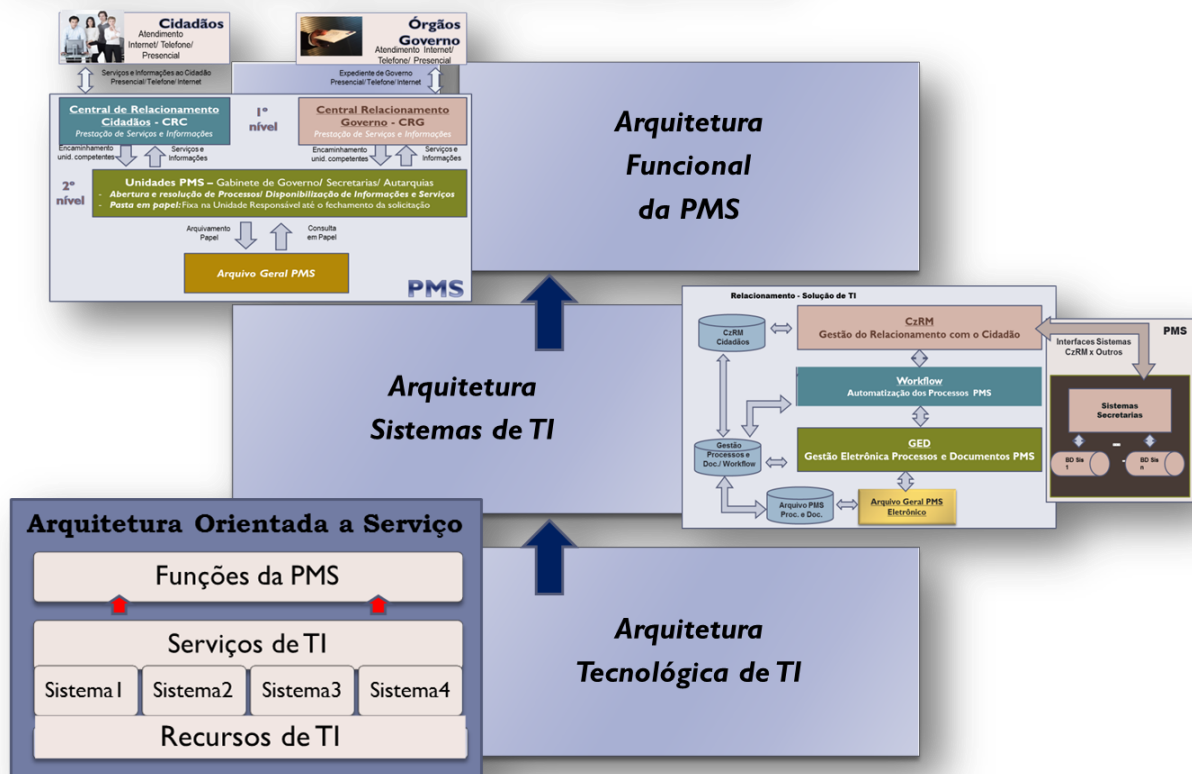 Cidadãos
Atendimento
Internet/ Telefone/
Presencial
Órgãos
Governo
Atendimento Internet/
Telefone/ Presencial
Serviços e Informações ao Cidadão
Presencial/ Telefone/ Internet
Expediente de Governo
Presencial/ Telefone/ Internet
Central de Relacionamento
Cidadãos - CRC
Prestação de Serviços e Informações
1º
nível
Central Relacionamento
Governo - CRG
Prestação de Serviços e Informações
Encaminhamento
unid. competentes
Serviços e
Informações
Encaminhamento
unid. competentes
Serviços e
Informações
2º
nível
Unidades PMS – Gabinete de Governo/ Secretarias/ Autarquias
- Abertura e resolução de Processos/ Disponibilização de Informações e Serviços
- Pasta em papel: Fixa na Unidade Responsável até o fechamento da solicitação
Arquivamento
Papel
Consulta
em Papel
Arquivo Geral PMS
PMS
Arquitetura
Funcional
da PMS
Arquitetura
Sistemas de TI
Relacionamento - Solução de TI
CzRM
Cidadãos
CzRM
Gestão do Relacionamento com o Cidadão
Workflow
Automatização dos Processos PMS
Gestão
Processos e
Doc./ Workflow
GED
Gestão Eletrônica Processos e Documentos PMS
Arquivo PMS
Proc. e Doc.
Arquivo Geral PMS
Eletrônico
PMS
Interfaces Sistemas
CzRM x Outros
Sistemas
Secretarias
BD Sis
1
BD Sis
n
Arquitetura Orientada a Serviço
Funções da PMS
Serviços de TI
Sistema1
Sistema2
Sistema3
Sistema4
Recursos de TI
Arquitetura
Tecnológica de TI